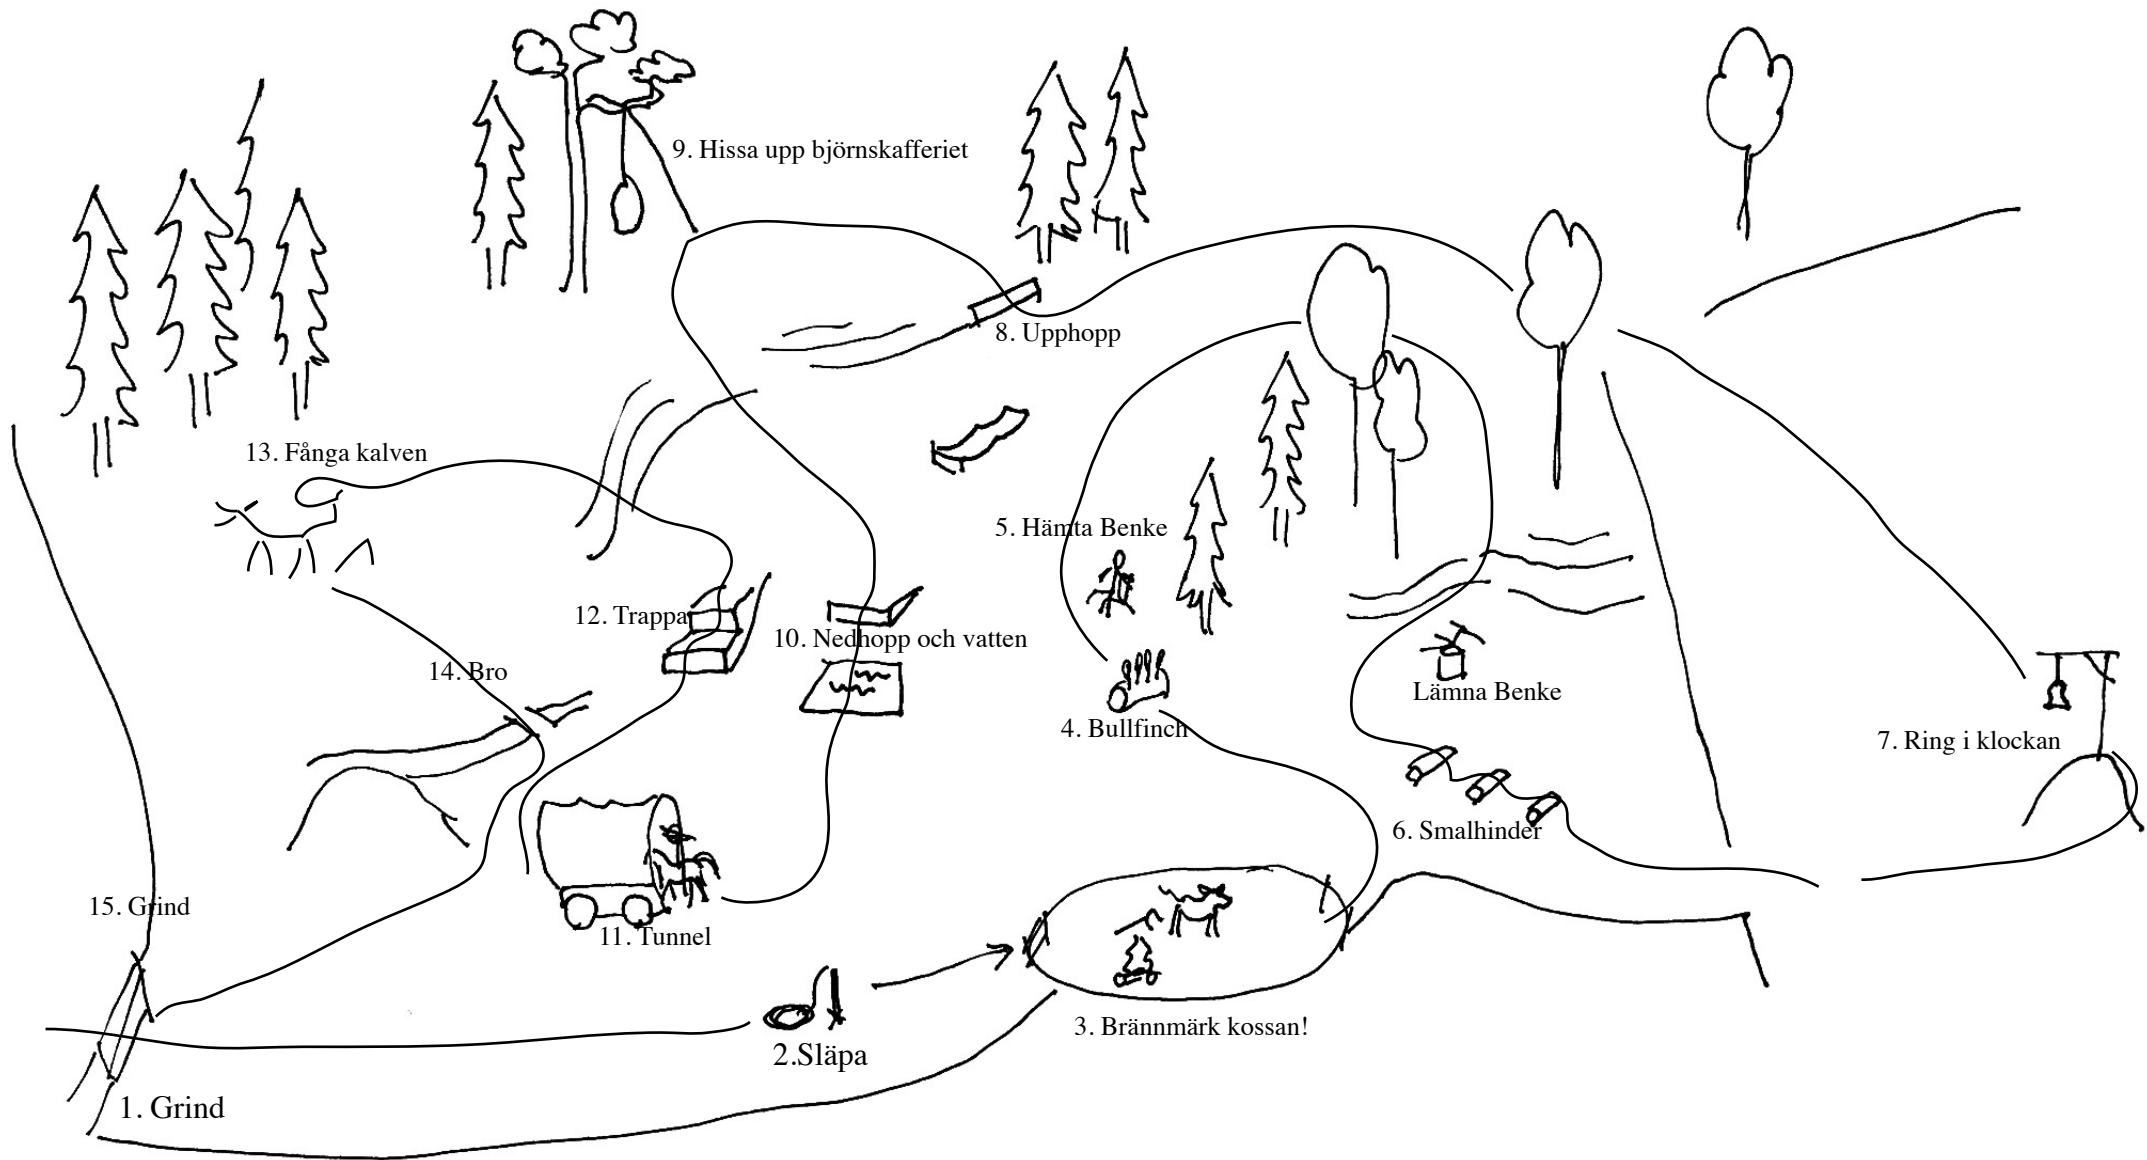 1. Grind
2.Släpa
3. Brännmärk kossan!
4. Bullfinch
5. Hämta Benke
Lämna Benke
6. Smalhinder
7. Ring i klockan
8. Upphopp
9. Hissa upp björnskafferiet
10. Nedhopp och vatten
11. Tunnel
12. Trappa
13. Fånga kalven
14. Bro
15. Grind